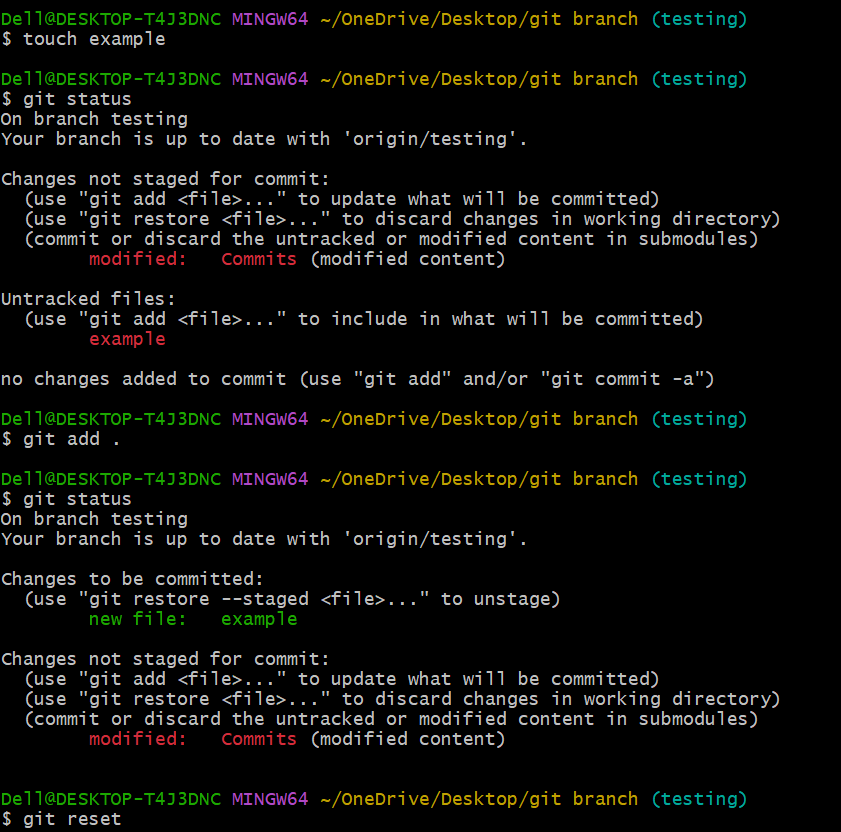 Dell@DESKTOP-T4J3DNC MINGW64 ~/OneDrive/Desktop/git branch (testing)
$ touch example
Dell@DESKTOP-T4J3DNC MINGW64 ~/OneDrive/Desktop/git branch (testing)
$ git status
On branch testing
Your branch is up to date with 'origin/testing'.
Changes not staged for commit:
  (use "git add <file>..." to update what will be committed)
  (use "git restore <file>..." to discard changes in working directory)
  (commit or discard the untracked or modified content in submodules)
        modified:   Commits (modified content)
Untracked files:
  (use "git add <file>..." to include in what will be committed)
        example
no changes added to commit (use "git add" and/or "git commit -a")
Dell@DESKTOP-T4J3DNC MINGW64 ~/OneDrive/Desktop/git branch (testing)
$ git add .
Dell@DESKTOP-T4J3DNC MINGW64 ~/OneDrive/Desktop/git branch (testing)
$ git status
On branch testing
Your branch is up to date with 'origin/testing'.
Changes to be committed:
  (use "git restore --staged <file>..." to unstage)
        new file:   example
Changes not staged for commit:
  (use "git add <file>..." to update what will be committed)
  (use "git restore <file>..." to discard changes in working directory)
  (commit or discard the untracked or modified content in submodules)
        modified:   Commits (modified content)
Dell@DESKTOP-T4J3DNC MINGW64 ~/OneDrive/Desktop/git branch (testing)
$ git reset